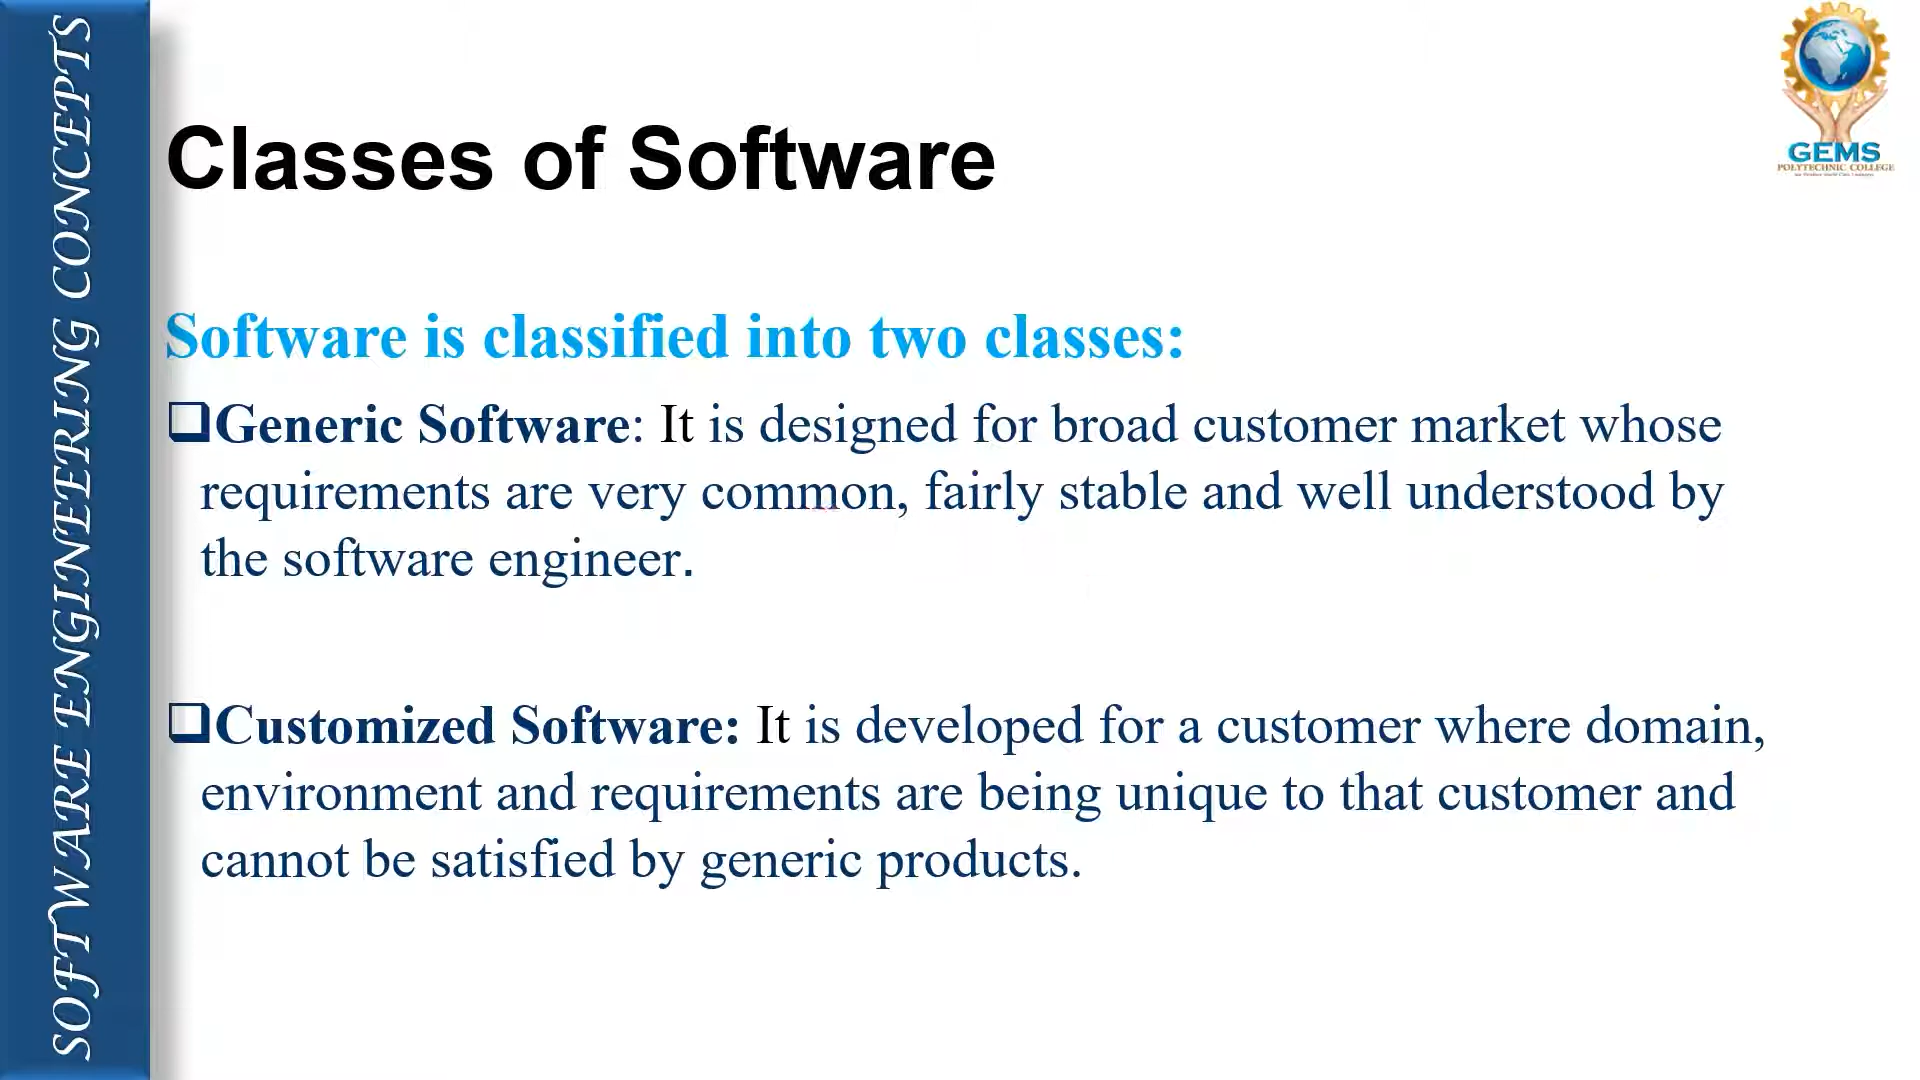 SOFTWARE ENGINEERING CONCEPTS
Classes of Software
GEMS
POLYTECHNIC COLLEGE
Software is classified into two classes:
❑Generic Software: It is designed for broad customer market whose
requirements are very common, fairly stable and well understood by
the software engineer.
❑Customized Software: It is developed for a customer where domain,
environment and requirements are being unique to that customer and
cannot be satisfied by generic products.